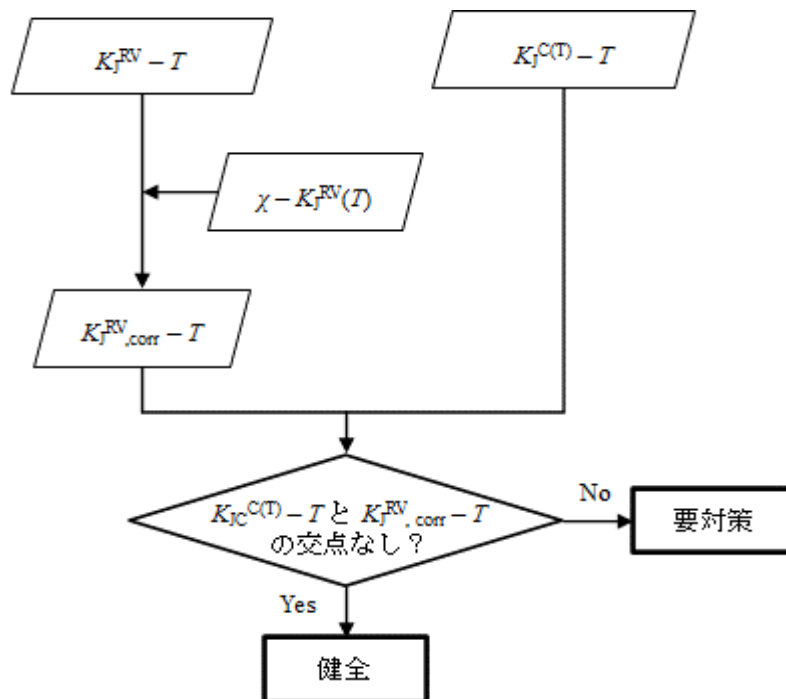 K_J^RV − T
K_J^C(T) − T
χ − K_J^RV(T)
K_J^RV,corr − T
K_JC^C(T) − T と K_J^RV, corr − T
の交点なし？
No
要対策
Yes
健全